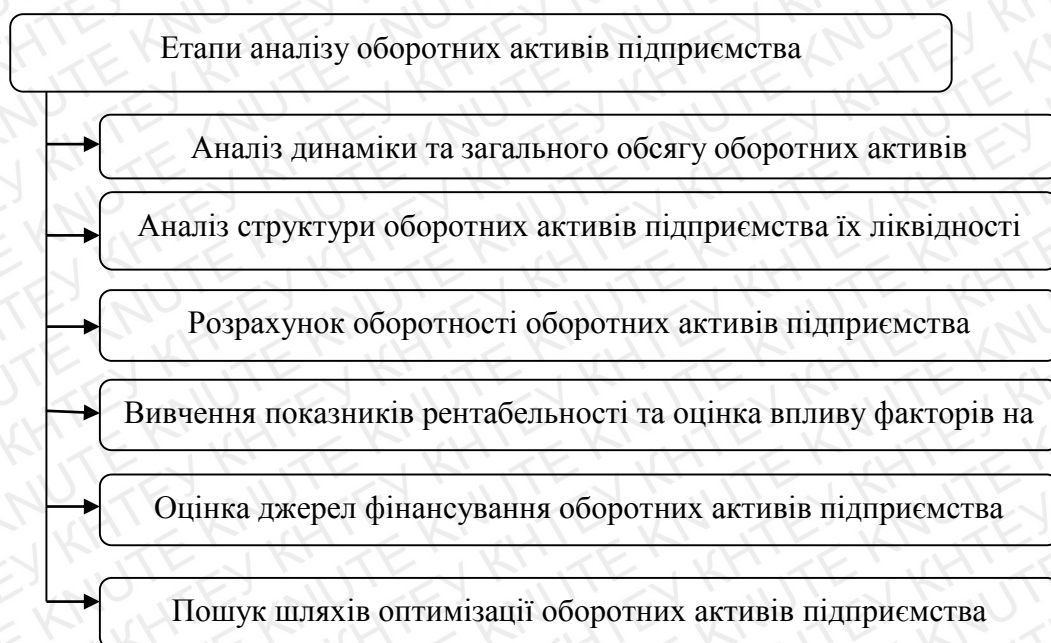 Етапи аналізу оборотних активів підприємства
Аналіз динаміки та загального обсягу оборотних активів
Аналіз структури оборотних активів підприємства їх ліквідності
Розрахунок оборотності оборотних активів підприємства
Вивчення показників рентабельності та оцінка впливу факторів на
Оцінка джерел фінансування оборотних активів підприємства
Пошук шляхів оптимізації оборотних активів підприємства